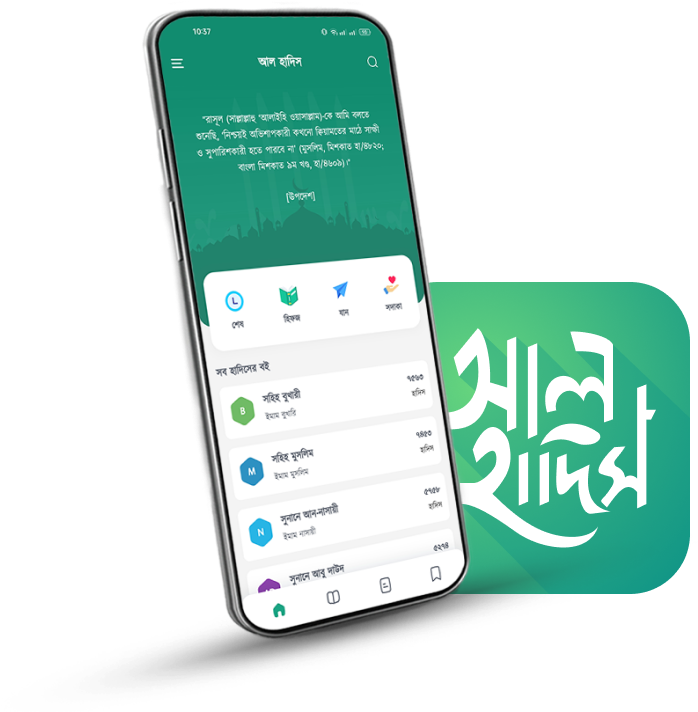 10:37
আল হাদিস
"রাসূল (সাল্লাল্লাহু 'আলাইহি ওয়াসাল্লাম)-কে আমি বলতে
শুনেছি, 'নিশ্চয়ই অভিশাপকারী কখনো ক্বিয়ামতের মাঠে সাক্ষী
ও সুপারিশকারী হতে পারবে না' (মুসলিম, মিশকাত হা/৪৮২০;
বাংলা মিশকাত ৯ম খণ্ড, হা/৪৬০৯)।"
[উপদেশ]
শেষ হিফজ যান সদাকা
সব হাদিসের বই
B সহিহ বুখারী ৭৫৬৩
ইমাম বুখারি হাদিস
M সহিহ মুসলিম ৭৪৫৩
ইমাম মুসলিম হাদিস
N সুনানে আন-নাসায়ী ৫৭৫৮
ইমাম নাসায়ী হাদিস
সুনানে আবু দাউদ ৫২৭৪
আল
হাদিস